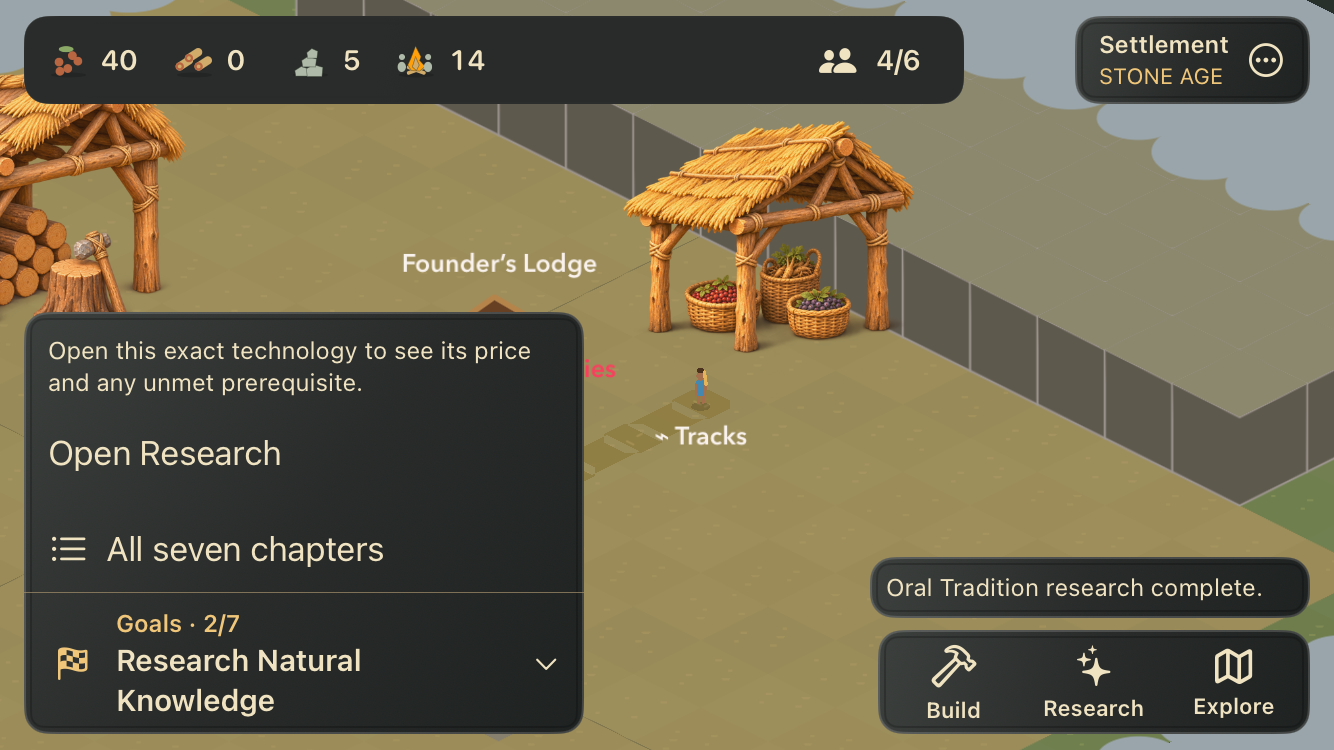 40
0
5
14
4/6
Settlement
STONE AGE
Founder's Lodge
ies
⌁ Tracks
Open this exact technology to see its price
and any unmet prerequisite.
Open Research
All seven chapters
Goals · 2/7
Research Natural
Knowledge
Oral Tradition research complete.
Build
Research
Explore